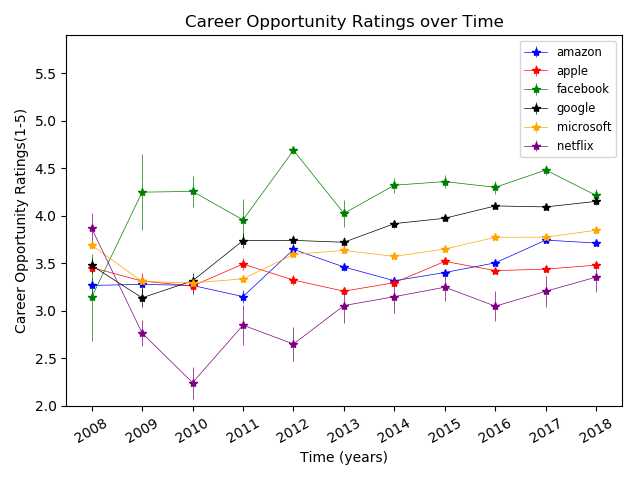 Career Opportunity Ratings over Time
Career Opportunity Ratings(1-5)
5.5
5.0
4.5
4.0
3.5
3.0
2.5
2.0
amazon
apple
facebook
google
microsoft
netflix
2008 2009 2010 2011 2012 2013 2014 2015 2016 2017 2018
Time (years)